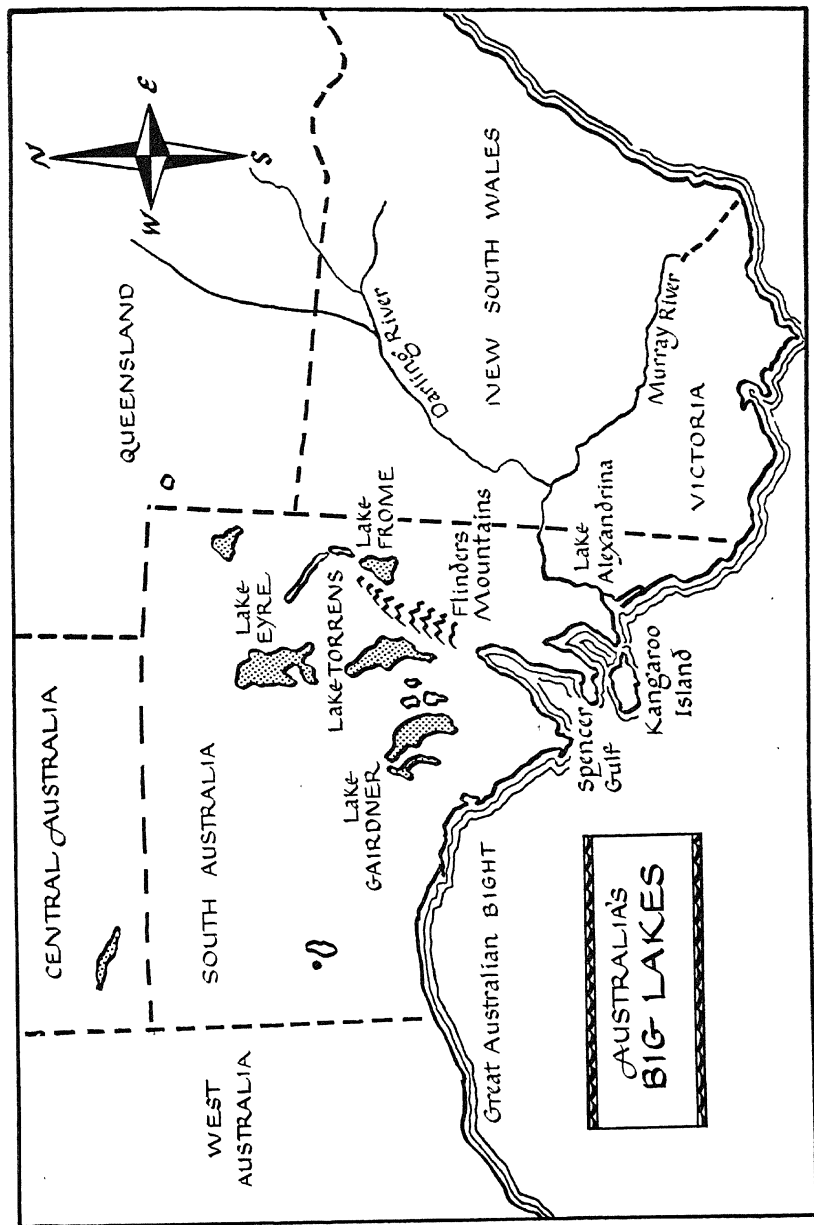 N
W
E
S
QUEENSLAND
CENTRAL AUSTRALIA
SOUTH AUSTRALIA
WEST
AUSTRALIA
NEW SOUTH WALES
VICTORIA
Darling River
Murray River
Lake
EYRE
Lake TORRENS
Lake
FROME
Flinders
Mountains
Lake
GAIRDNER
Lake
Alexandrina
Spencer
Gulf
Kangaroo
Island
Great Australian BIGHT
AUSTRALIA'S
BIG LAKES